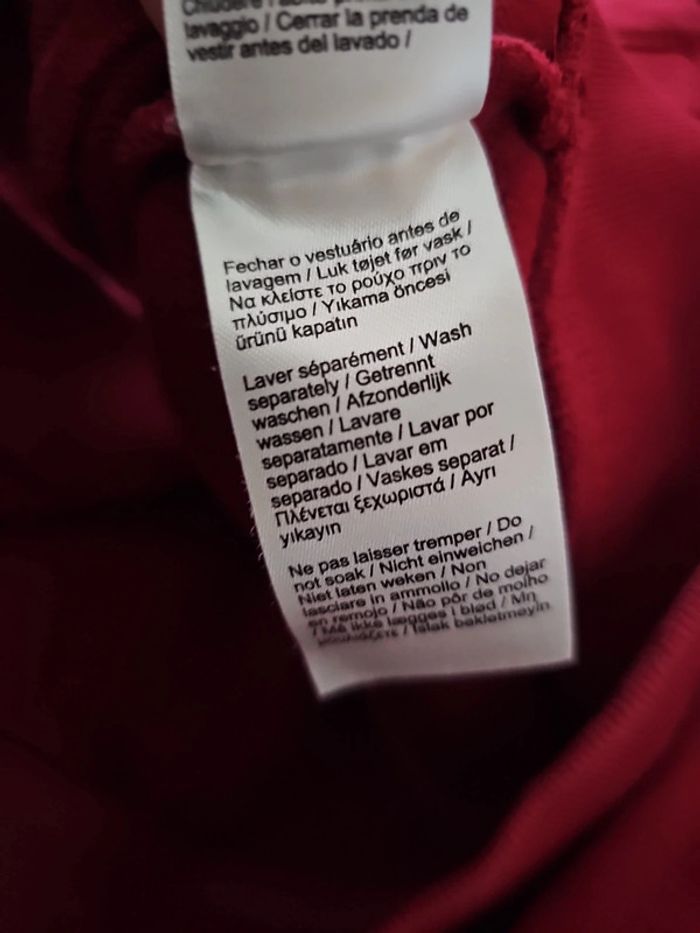 lavaggio / Cerrar la prenda de
vestir antes del lavado /
Fechar o vestuário antes de
lavagem / Luk tøjet før vask /
Να κλείστε το ρούχο πριν το
πλύσιμο / Yıkama öncesi
ürünü kapatın
Laver séparément / Wash
separately / Getrennt
waschen / Afzonderlijk
wassen / Lavare
separatamente / Lavar por
separado / Lavar em
separado / Vaskes separat /
Πλένεται ξεχωριστά / Ayrı
yıkayın
Ne pas laisser tremper / Do
not soak / Nicht einweichen /
Niet laten weken / Non
lasciare in ammollo / No dejar
en remojo / Não pôr de molho
/ Må ikke lægges i blød / Μη
μουλιάζετε / Islak bekletmeyin